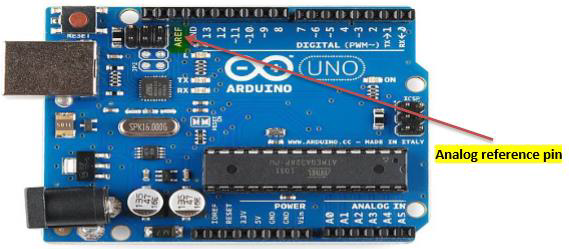 RESET
AREF
GND
13
12
~11
~10
~9
8
7
~6
~5
4
~3
2
TX→1
RX←0
DIGITAL (PWM~)
UNO
ARDUINO
TX
RX
ON
ICSP
SPK16.000G
WWW.ARDUINO.CC - MADE IN ITALY
Analog reference pin
ATMEGA328P-PU
POWER
ANALOG IN
IOREF
RESET
3.3V
5V
GND
GND
Vin
A0
A1
A2
A3
A4
A5